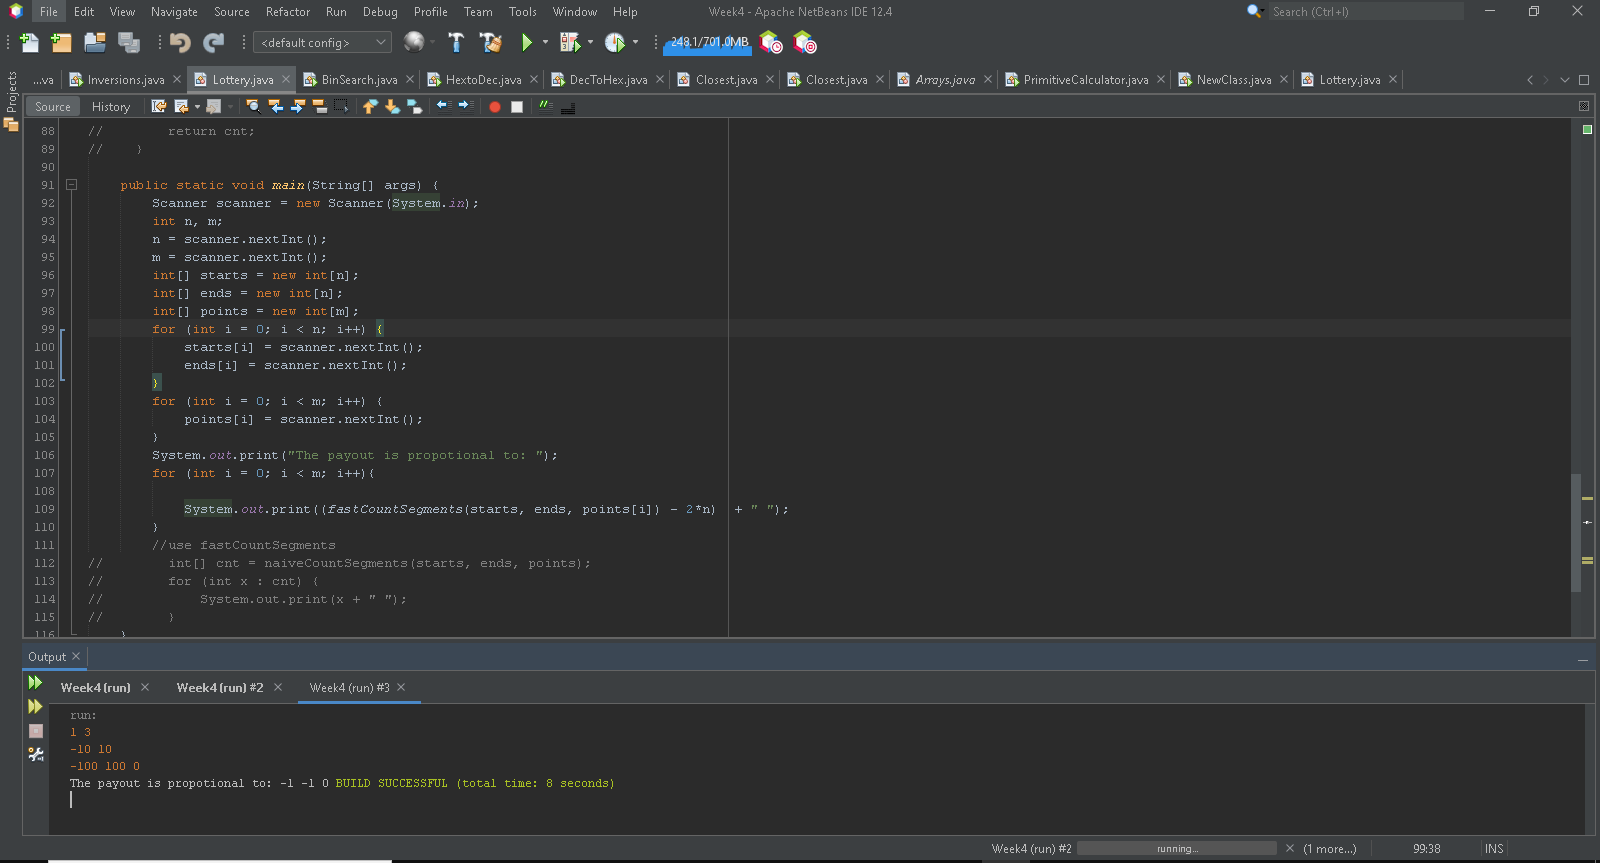 File Edit View Navigate Source Refactor Run Debug Profile Team Tools Window Help Week4 - Apache NetBeans IDE 12.4 Search (Ctrl+I)
<default config> 248.1/701.0MB
Projects
...va Inversions.java Lottery.java BinSearch.java HextoDec.java DecToHex.java Closest.java Closest.java Arrays.java PrimitiveCalculator.java NewClass.java Lottery.java
Source History
88 // return cnt;
89 // }
90
91 public static void main(String[] args) {
92 Scanner scanner = new Scanner(System.in);
93 int n, m;
94 n = scanner.nextInt();
95 m = scanner.nextInt();
96 int[] starts = new int[n];
97 int[] ends = new int[n];
98 int[] points = new int[m];
99 for (int i = 0; i < n; i++) {
100 starts[i] = scanner.nextInt();
101 ends[i] = scanner.nextInt();
102 }
103 for (int i = 0; i < m; i++) {
104 points[i] = scanner.nextInt();
105 }
106 System.out.print("The payout is propotional to: ");
107 for (int i = 0; i < m; i++){
108
109 System.out.print((fastCountSegments(starts, ends, points[i]) - 2*n) + " ");
110 }
111 //use fastCountSegments
112 // int[] cnt = naiveCountSegments(starts, ends, points);
113 // for (int x : cnt) {
114 // System.out.print(x + " ");
115 // }
116 }
Output
Week4 (run) Week4 (run) #2 Week4 (run) #3
run:
1 3
-10 10
-100 100 0
The payout is propotional to: -1 -1 0 BUILD SUCCESSFUL (total time: 8 seconds)
Week4 (run) #2 running... (1 more...) 99:38 INS